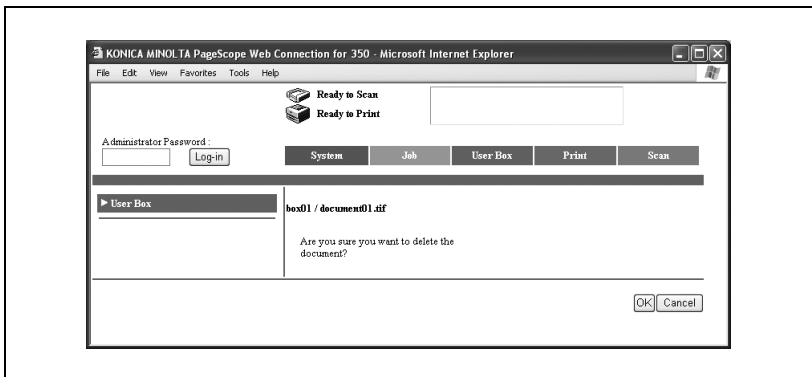 KONICA MINOLTA PageScope Web Connection for 350 - Microsoft Internet Explorer
File Edit View Favorites Tools Help
Ready to Scan
Ready to Print
Administrator Password :
Log-in
System Job User Box Print Scan
User Box
box01 / document01.tif
Are you sure you want to delete the
document?
OK Cancel